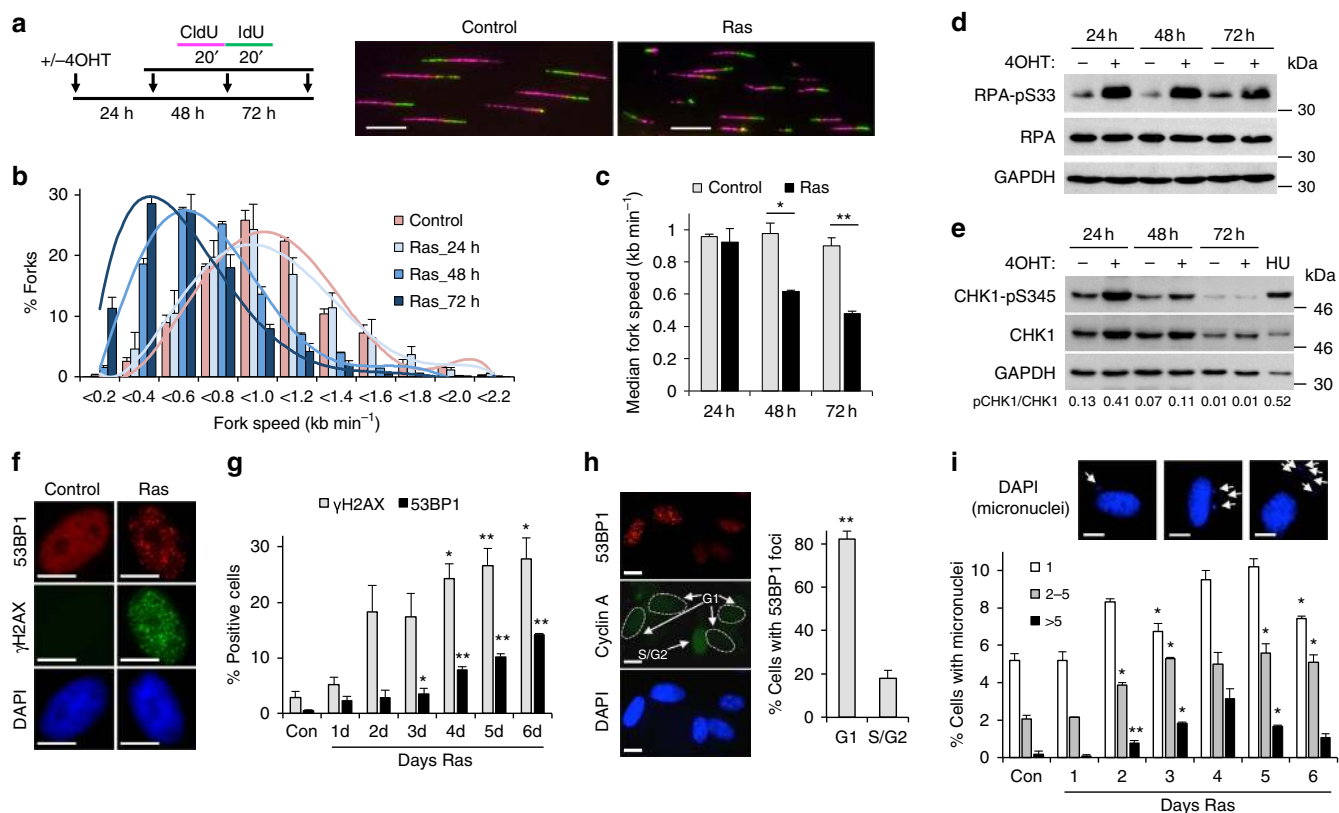 a
CldU IdU
20′ 20′
+/–4OHT
24 h 48 h 72 h
Control Ras
b
% Forks
30
20
10
0
Control
Ras_24 h
Ras_48 h
Ras_72 h
<0.2 <0.4 <0.6 <0.8 <1.0 <1.2 <1.4 <1.6 <1.8 <2.0 <2.2
Fork speed (kb min⁻¹)
c
Control Ras
Median fork speed (kb min⁻¹)
1
0.8
0.6
0.4
0.2
0
* **
24 h 48 h 72 h
d
24 h 48 h 72 h
4OHT: – + – + – + kDa
RPA-pS33
30
RPA
30
GAPDH
30
e
24 h 48 h 72 h
4OHT: – + – + – + HU kDa
CHK1-pS345
46
CHK1
46
GAPDH
30
pCHK1/CHK1 0.13 0.41 0.07 0.11 0.01 0.01 0.52
f
Control Ras
53BP1
γH2AX
DAPI
g
γH2AX 53BP1
% Positive cells
30
20
10
0
* ** *
* ** ** **
Con 1d 2d 3d 4d 5d 6d
Days Ras
h
53BP1
Cyclin A
G1
S/G2
DAPI
% Cells with 53BP1 foci
80
60
40
20
0
**
G1 S/G2
i
DAPI
(micronuclei)
% Cells with micronuclei
10
8
6
4
2
0
1
2–5
>5
* *
* * * *
** * *
Con 1 2 3 4 5 6
Days Ras